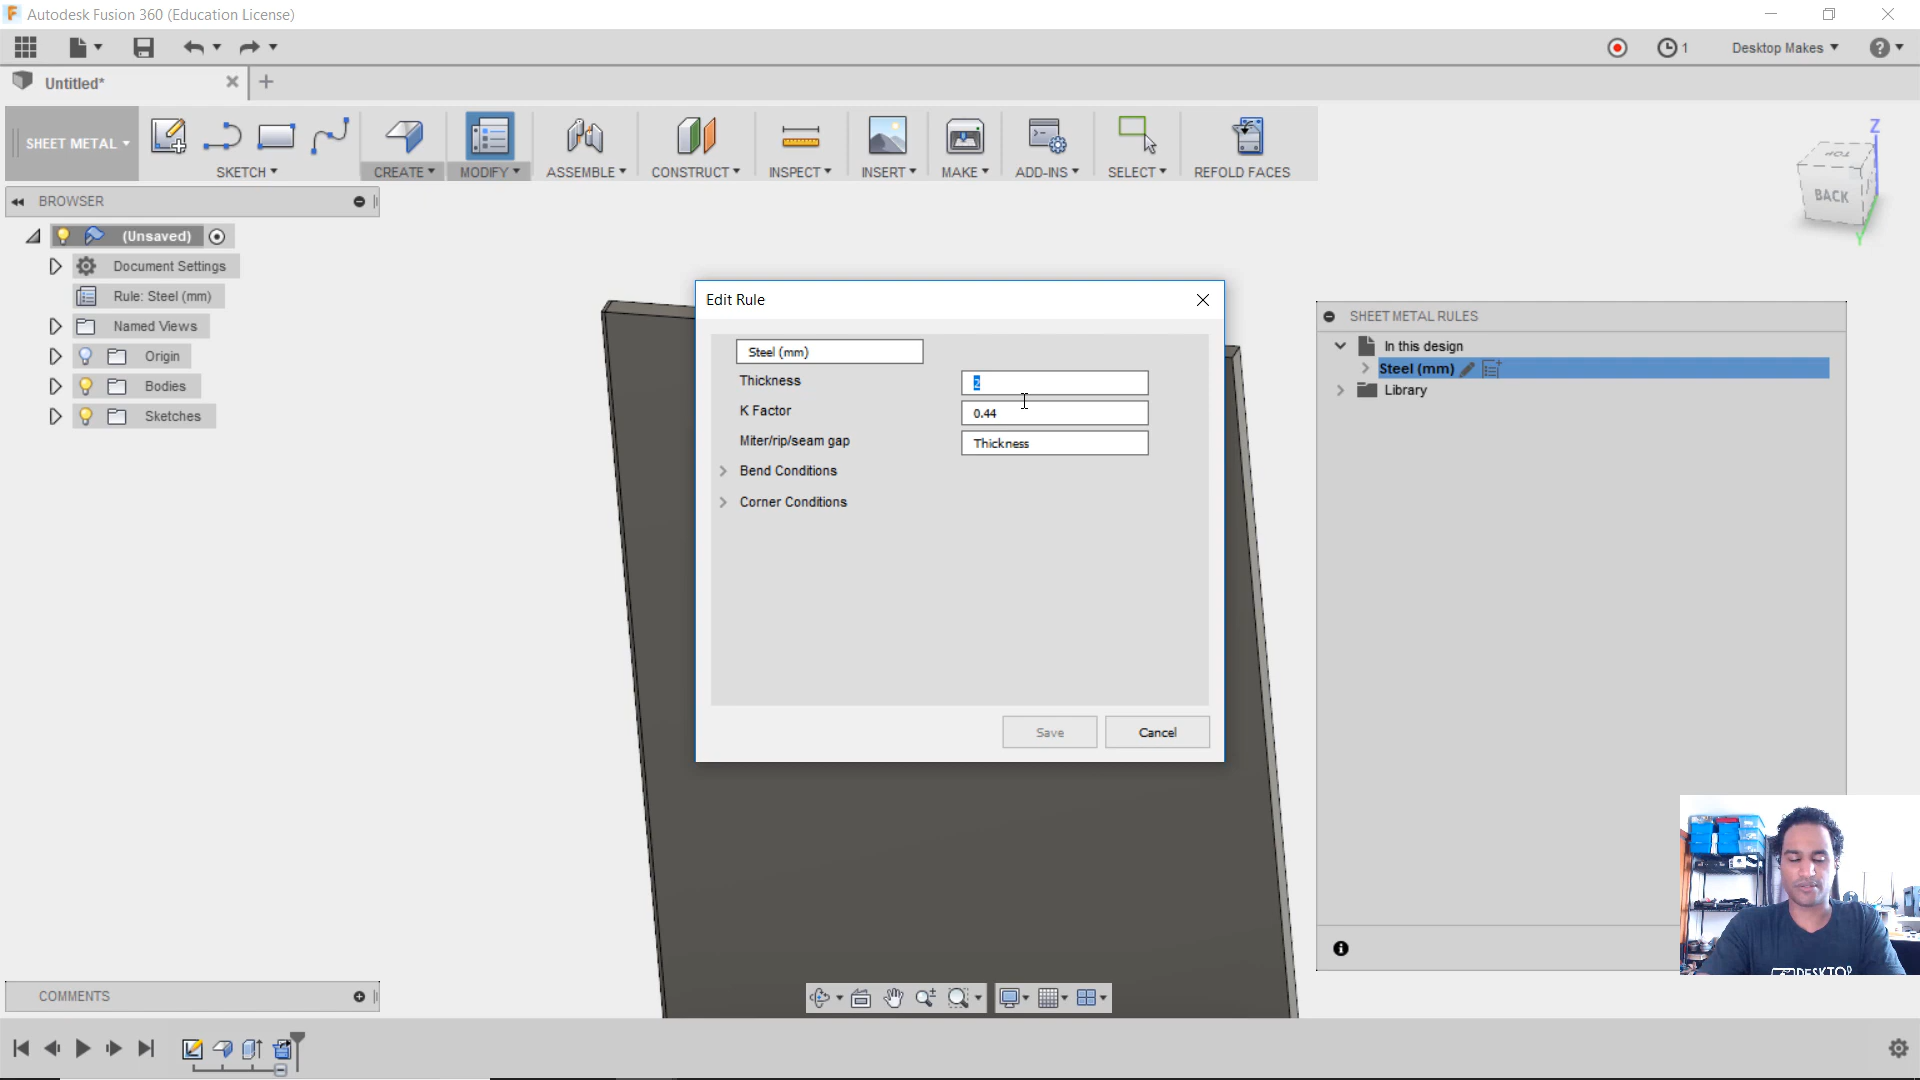 Autodesk Fusion 360 (Education License)
1
Desktop Makes
Untitled*
SHEET METAL
SKETCH
CREATE
MODIFY
ASSEMBLE
CONSTRUCT
INSPECT
INSERT
MAKE
ADD-INS
SELECT
REFOLD FACES
Z
TOP
BACK
Y
BROWSER
(Unsaved)
Document Settings
Rule: Steel (mm)
Named Views
Origin
Bodies
Sketches
Edit Rule
Steel (mm)
Thickness
2
K Factor
0.44
Miter/rip/seam gap
Thickness
Bend Conditions
Corner Conditions
Save
Cancel
SHEET METAL RULES
In this design
Steel (mm)
Library
DESKTOP
COMMENTS